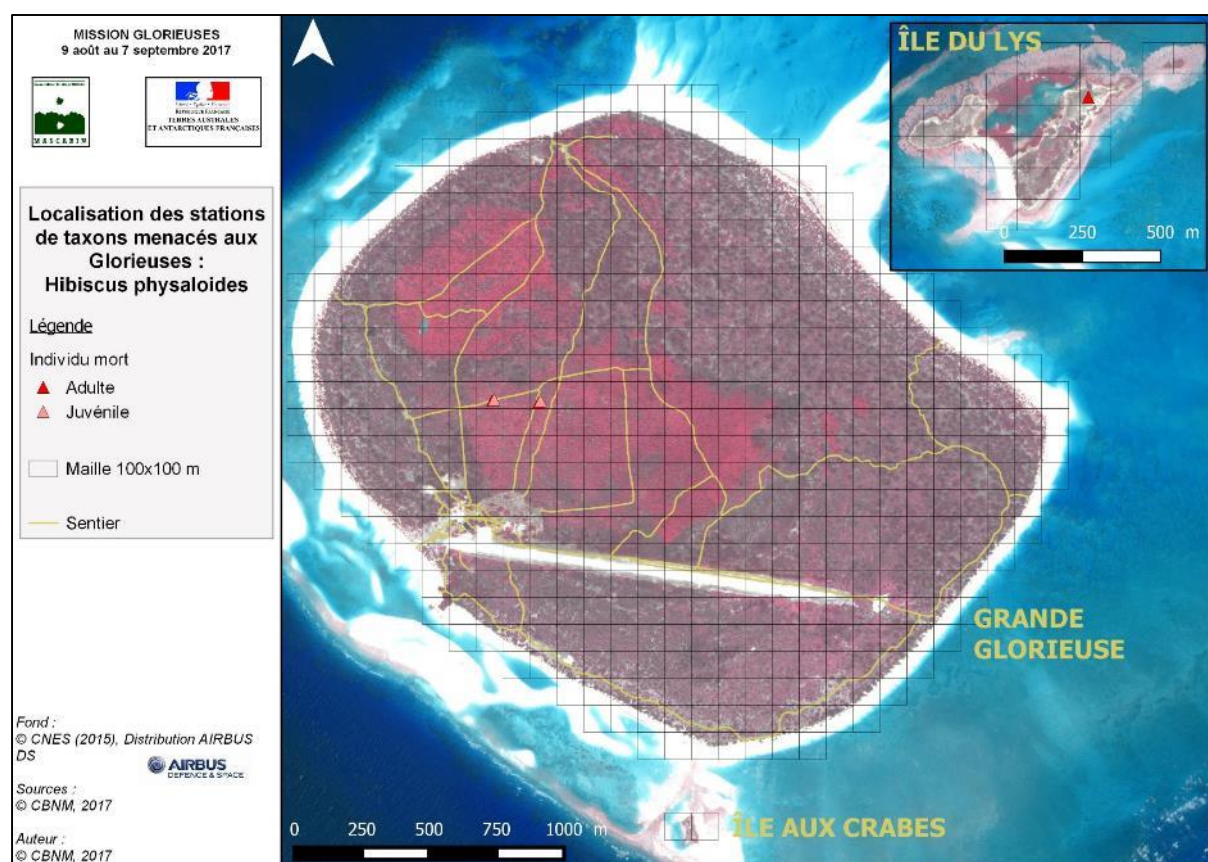 MISSION GLORIEUSES
9 août au 7 septembre 2017
MASCARIN
RÉPUBLIQUE FRANÇAISE
TERRES AUSTRALES
ET ANTARCTIQUES FRANÇAISES
Localisation des stations
de taxons menacés aux
Glorieuses :
Hibiscus physaloides
Légende
Individu mort
Adulte
Juvénile
Maille 100x100 m
Sentier
Fond :
© CNES (2015), Distribution AIRBUS
DS
AIRBUS
DEFENCE & SPACE
Sources :
© CBNM, 2017
Auteur :
© CBNM, 2017
ÎLE DU LYS
0 250 500 m
GRANDE
GLORIEUSE
ÎLE AUX CRABES
0 250 500 750 1000 m